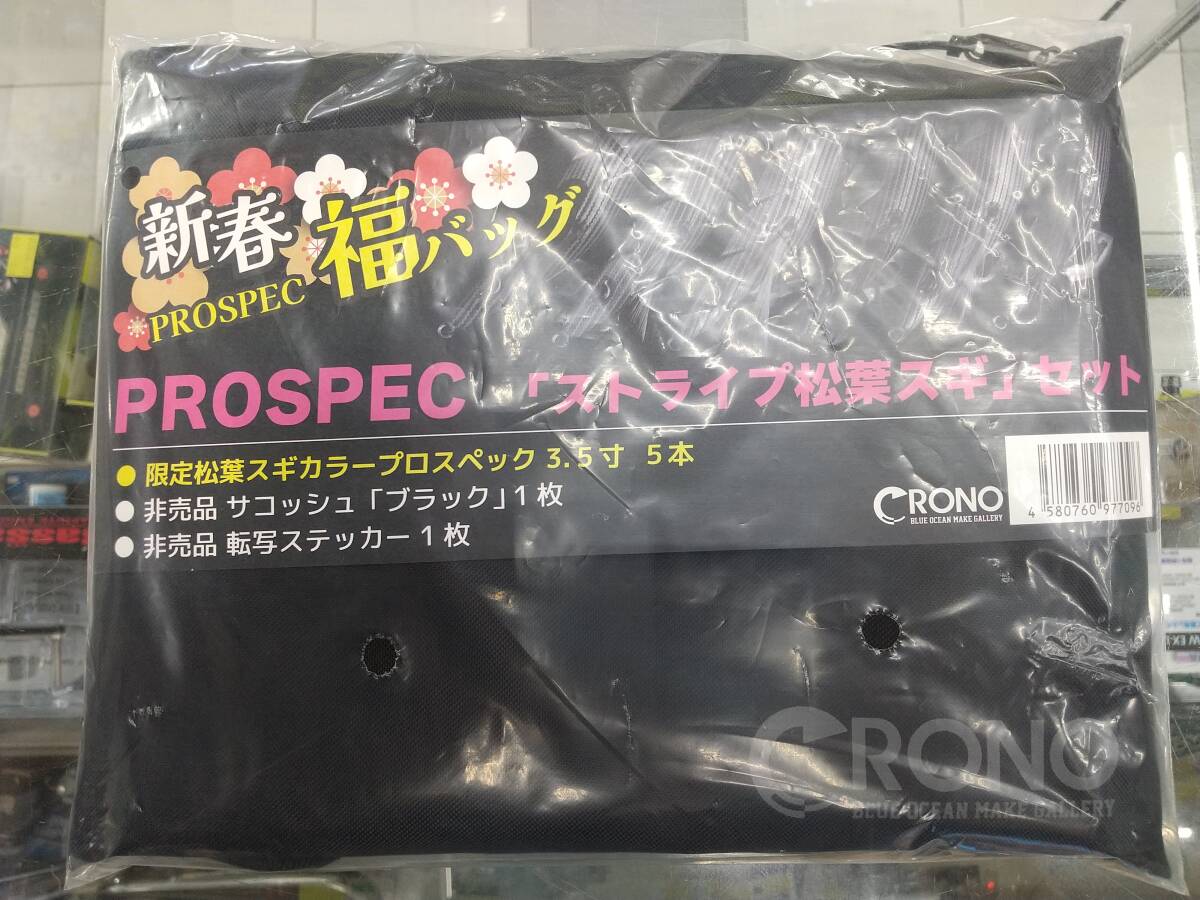 新春 福バッグ
PROSPEC
PROSPEC 「ストライプ松葉スギ」セット
● 限定松葉スギカラープロスペック 3.5寸 5本
● 非売品 サコッシュ「ブラック」1枚
● 非売品 転写ステッカー1枚
CRONO
BLUE OCEAN MAKE GALLERY
4 580760 977096
CRONO
BLUE OCEAN MAKE GALLERY